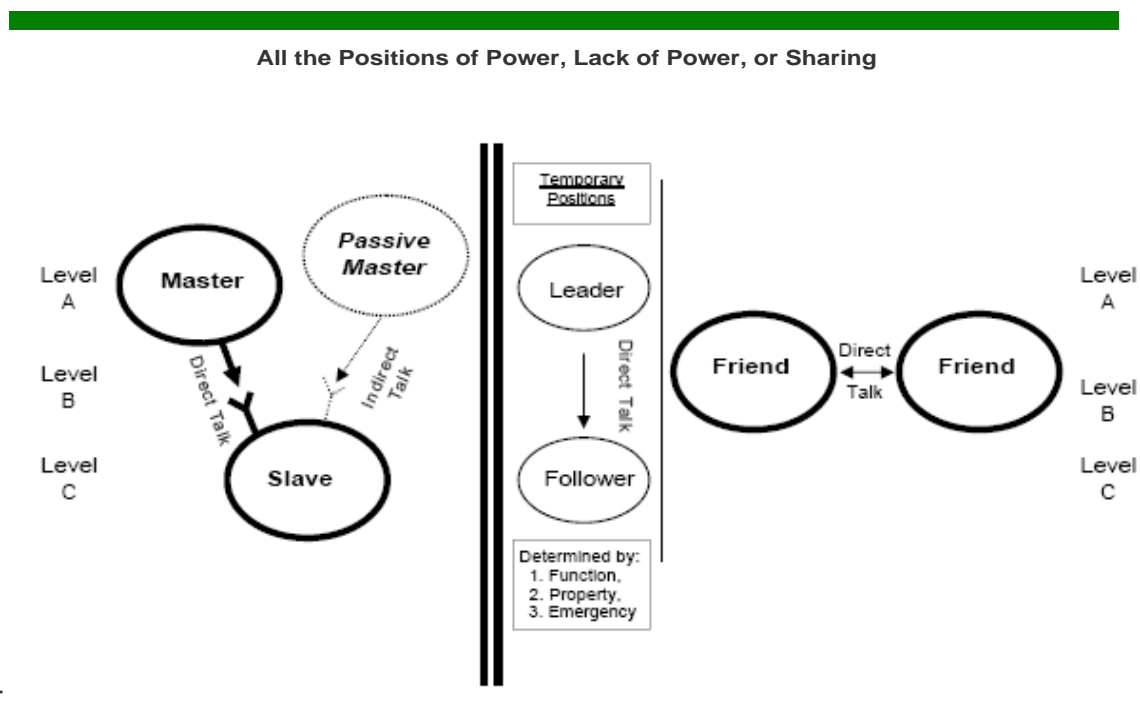 All the Positions of Power, Lack of Power, or Sharing
Level
A
Level
B
Level
C
Master
Passive
Master
Direct Talk
Indirect
Talk
Slave
Temporary
Positions
Leader
Direct Talk
Follower
Determined by:
1. Function,
2. Property,
3. Emergency
Friend
Direct
Talk
Friend
Level
A
Level
B
Level
C
.